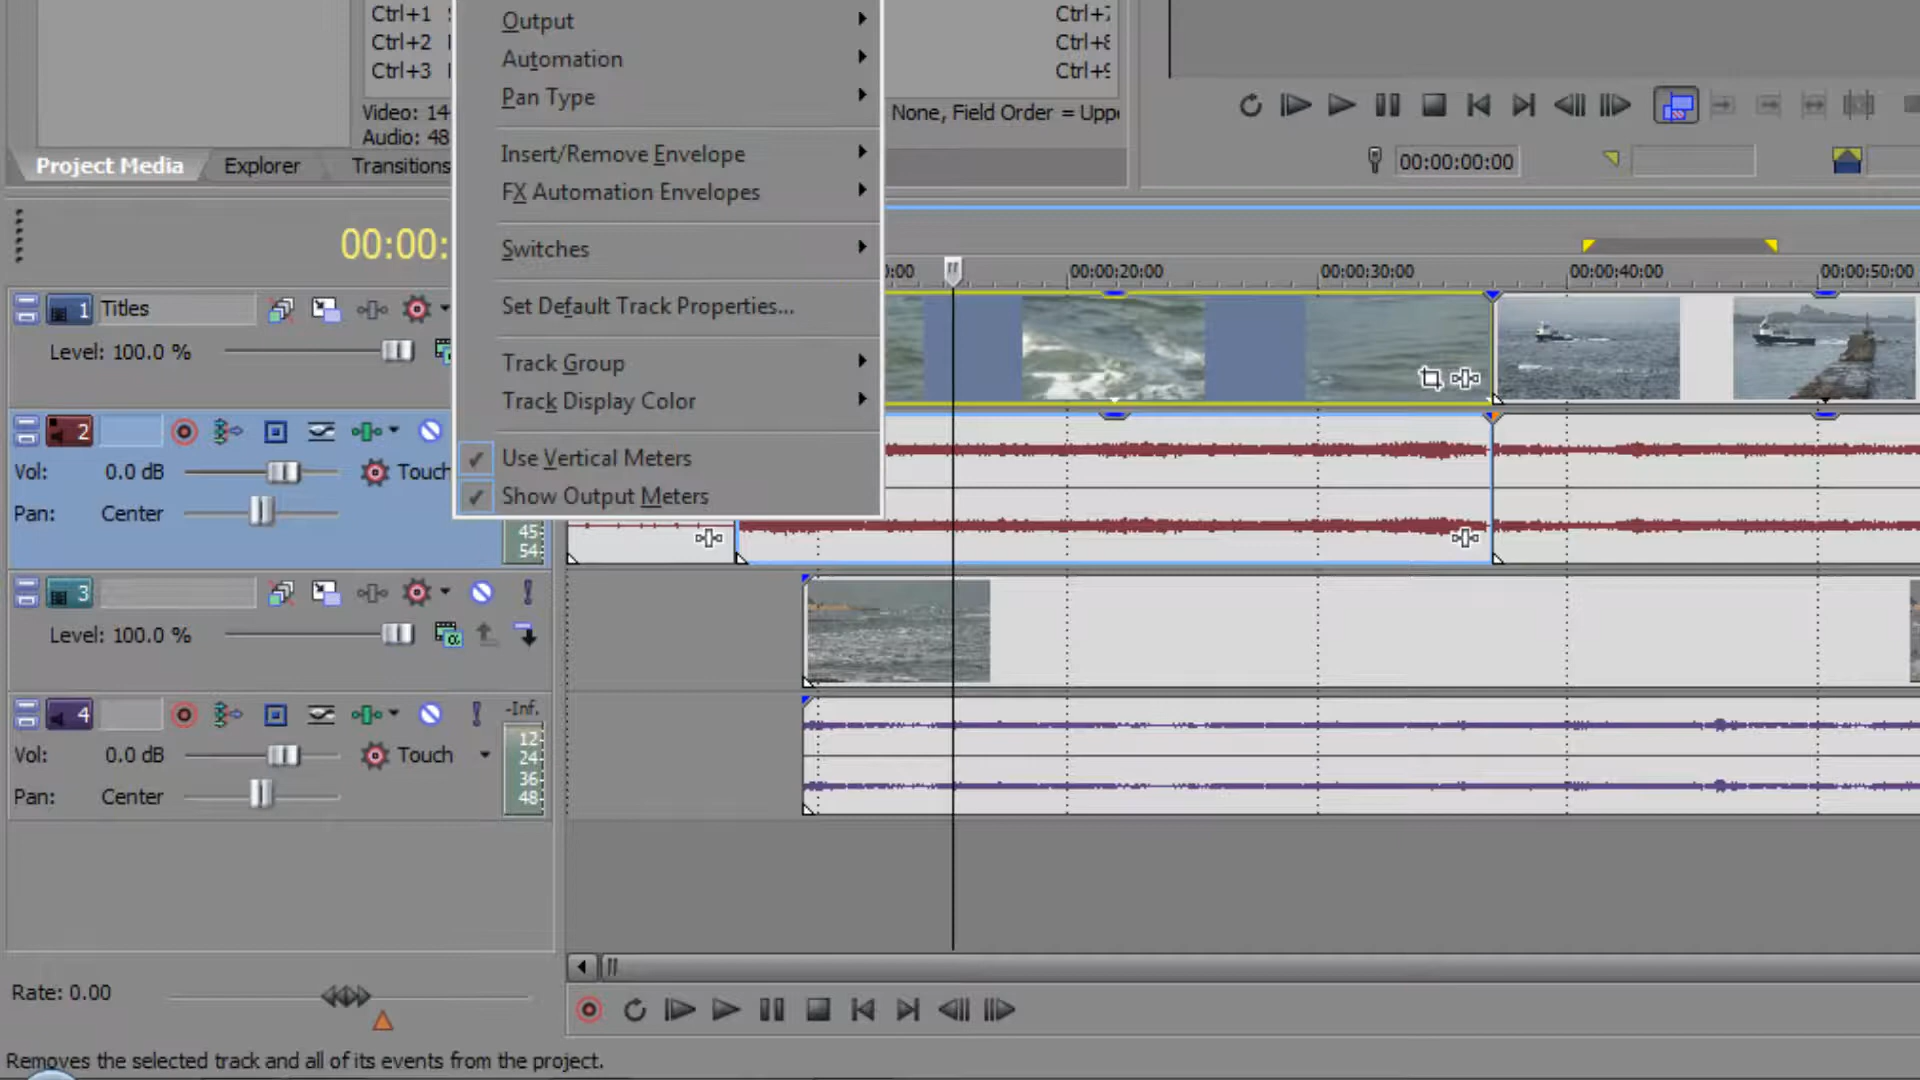 Ctrl+1
Ctrl+2
Ctrl+3
Video: 14
Audio: 48
Output
Automation
Pan Type
Insert/Remove Envelope
FX Automation Envelopes
Switches
Set Default Track Properties...
Track Group
Track Display Color
Use Vertical Meters
Show Output Meters
Ctrl+
Ctrl+8
Ctrl+9
None, Field Order = Uppe
Project Media
Explorer
Transitions
00:00:00:00
00:00:
0:00
00:00:20:00
00:00:30:00
00:00:40:00
00:00:50:00
1
Titles
Level: 100.0 %
2
Vol: 0.0 dB
Touch
Pan: Center
45
54
3
Level: 100.0 %
4
-Inf.
Vol: 0.0 dB
Touch
Pan: Center
12
24
36
48
Rate: 0.00
Removes the selected track and all of its events from the project.